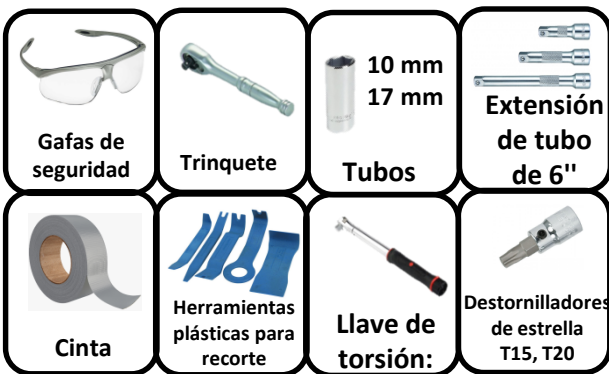 Gafas de
seguridad
Trinquete
10 mm
17 mm
Tubos
Extensión
de tubo
de 6"
Cinta
Herramientas
plásticas para
recorte
Llave de
torsión:
Destornilladores
de estrella
T15, T20